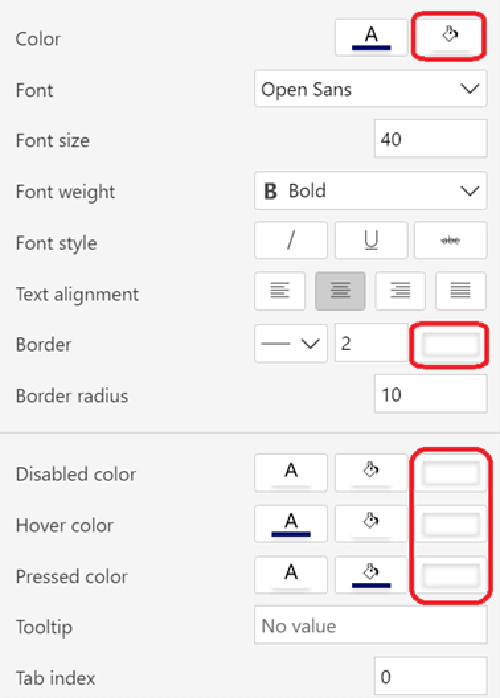 Color A
Font Open Sans
Font size 40
Font weight B Bold
Font style / U abc
Text alignment
Border 2
Border radius 10
Disabled color A
Hover color A
Pressed color A
Tooltip No value
Tab index 0